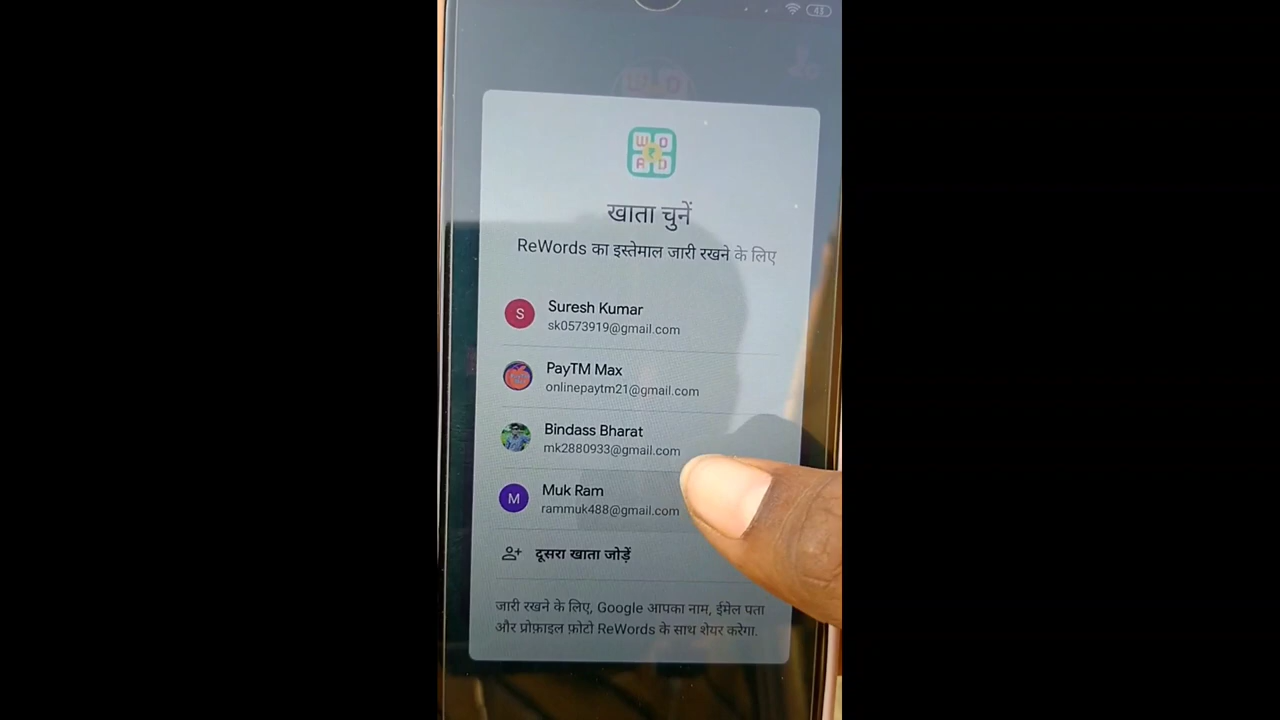 43
W O
₹
A D
खाता चुनें
ReWords का इस्तेमाल जारी रखने के लिए
S
Suresh Kumar
sk0573919@gmail.com
PayTM Max
onlinepaytm21@gmail.com
Bindass Bharat
mk2880933@gmail.com
M
Muk Ram
rammuk488@gmail.com
दूसरा खाता जोड़ें
जारी रखने के लिए, Google आपका नाम, ईमेल पता
और प्रोफ़ाइल फ़ोटो ReWords के साथ शेयर करेगा.